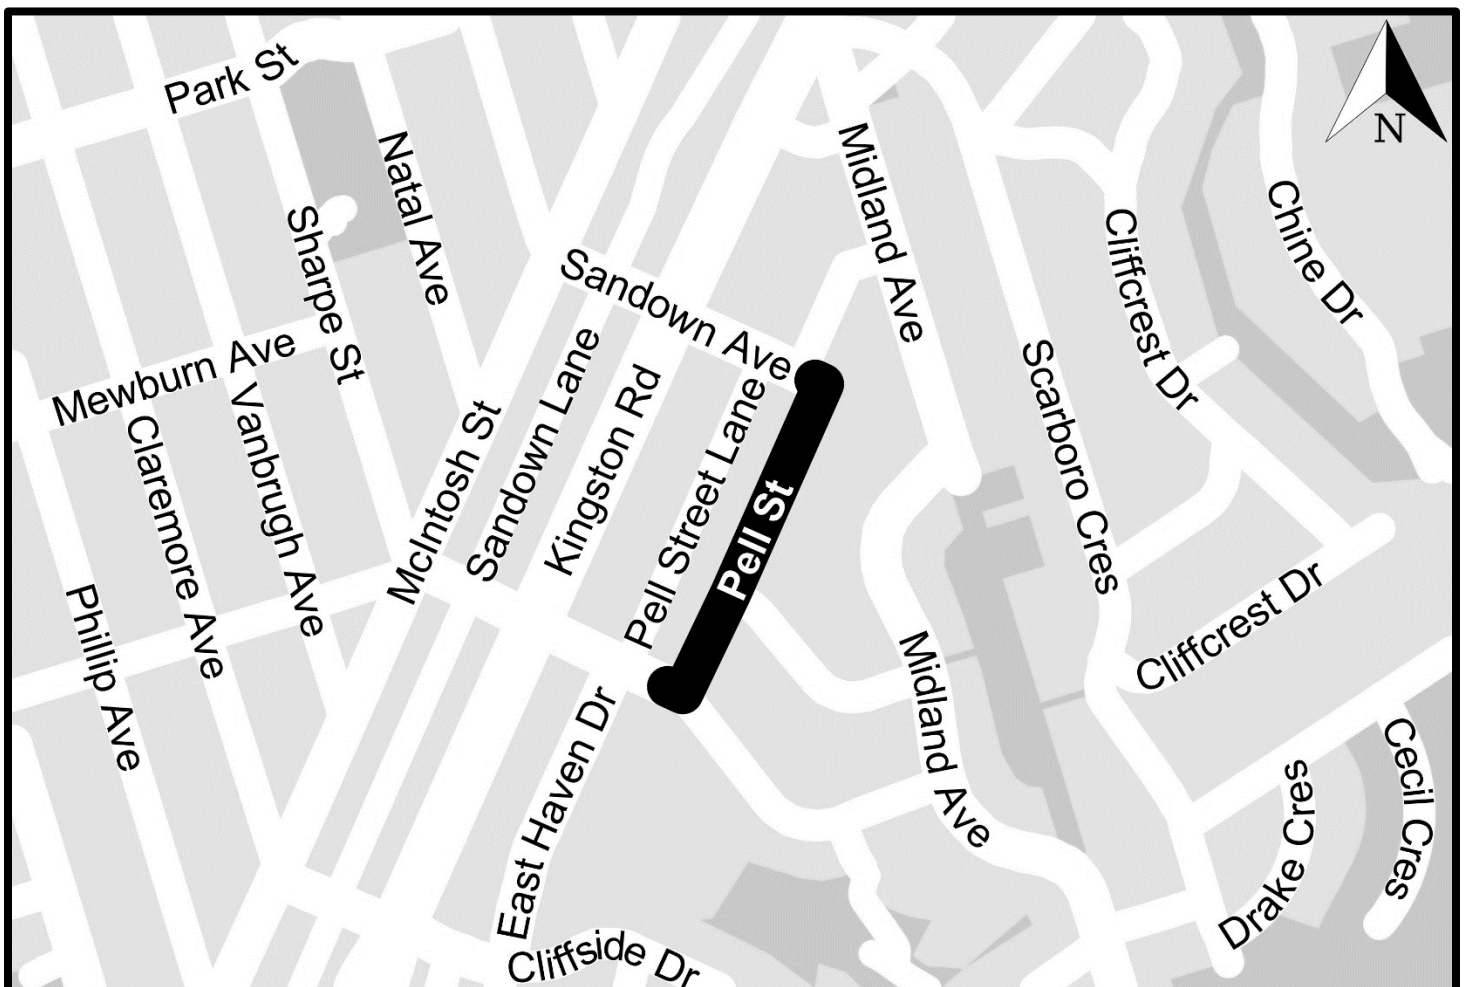 Park St
N
Natal Ave
Midland Ave
Chine Dr
Sharpe St
Cliffcrest Dr
Sandown Ave
Mewburn Ave
Sandown Lane
Scarboro Cres
Kingston Rd
Pell Street Lane
Vanbrugh Ave
McIntosh St
Claremore Ave
Pell St
Cliffcrest Dr
Phillip Ave
Midland Ave
East Haven Dr
Cecil Cres
Drake Cres
Cliffside Dr